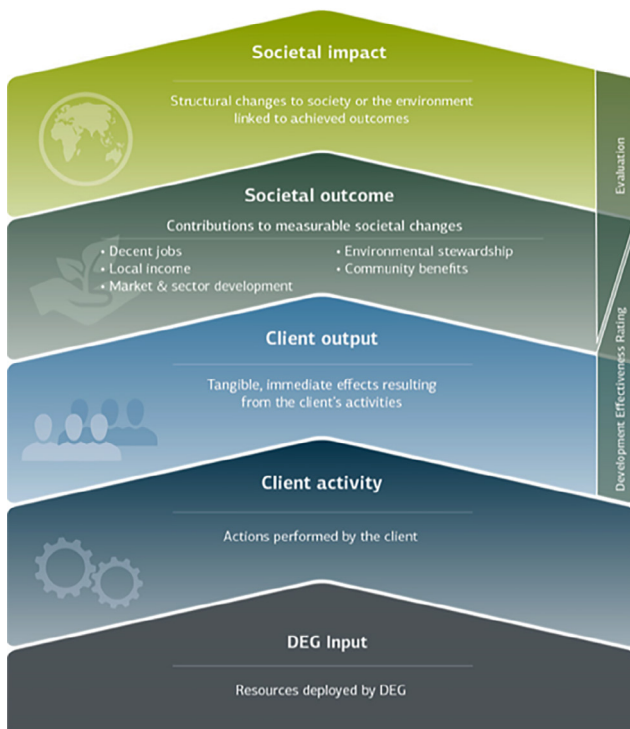 Societal impact
Structural changes to society or the environment
linked to achieved outcomes
Evaluation
Societal outcome
Contributions to measurable societal changes
• Decent jobs
• Local income
• Market & sector development
• Environmental stewardship
• Community benefits
Development Effectiveness Rating
Client output
Tangible, immediate effects resulting
from the client's activities
Client activity
Actions performed by the client
DEG Input
Resources deployed by DEG